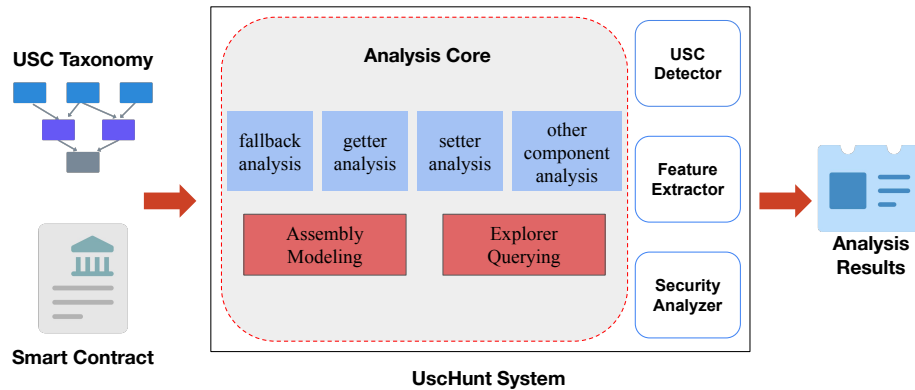 USC Taxonomy
Smart Contract
Analysis Core
fallback
analysis
getter
analysis
setter
analysis
other
component
analysis
Assembly
Modeling
Explorer
Querying
USC
Detector
Feature
Extractor
Security
Analyzer
UscHunt System
Analysis
Results